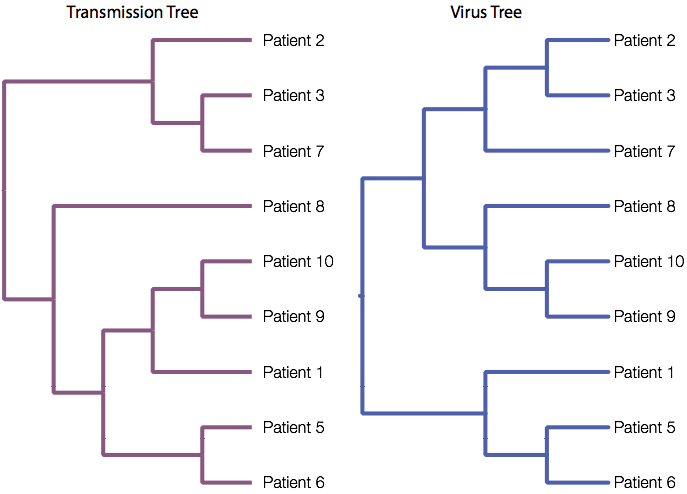 Transmission Tree
Patient 2
Patient 3
Patient 7
Patient 8
Patient 10
Patient 9
Patient 1
Patient 5
Patient 6
Virus Tree
Patient 2
Patient 3
Patient 7
Patient 8
Patient 10
Patient 9
Patient 1
Patient 5
Patient 6